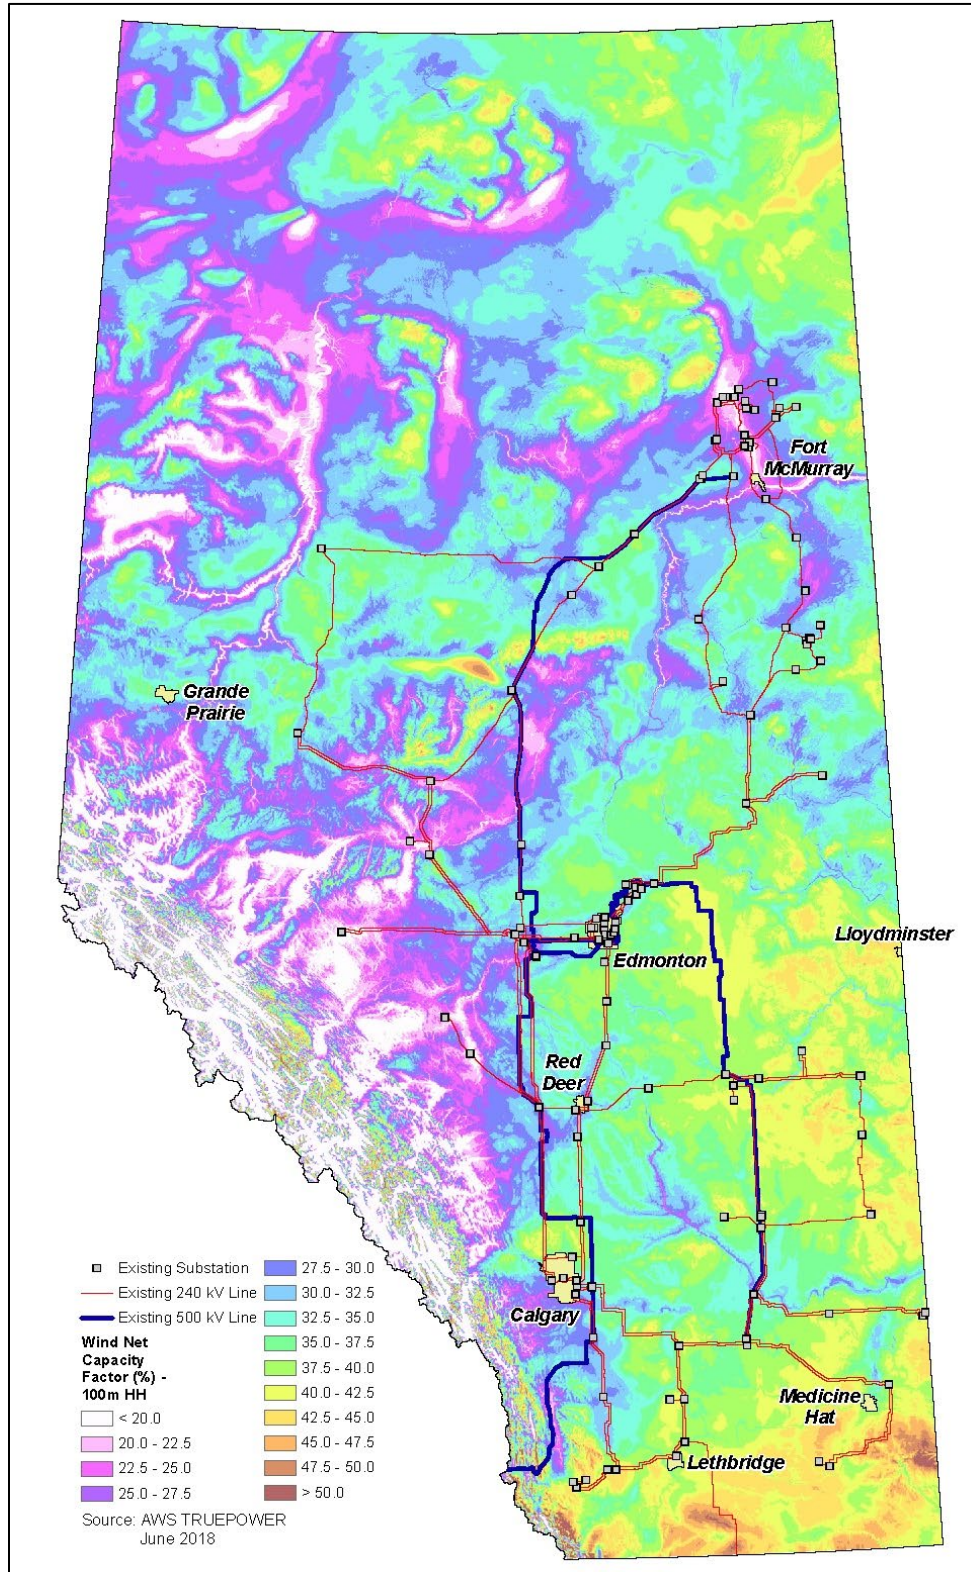 Fort
McMurray
Grande
Prairie
Lloydminster
Edmonton
Red
Deer
Calgary
Medicine
Hat
Lethbridge
Existing Substation
Existing 240 kV Line
Existing 500 kV Line
Wind Net
Capacity
Factor (%) -
100m HH
< 20.0
20.0 - 22.5
22.5 - 25.0
25.0 - 27.5
27.5 - 30.0
30.0 - 32.5
32.5 - 35.0
35.0 - 37.5
37.5 - 40.0
40.0 - 42.5
42.5 - 45.0
45.0 - 47.5
47.5 - 50.0
> 50.0
Source: AWS TRUEPOWER
June 2018